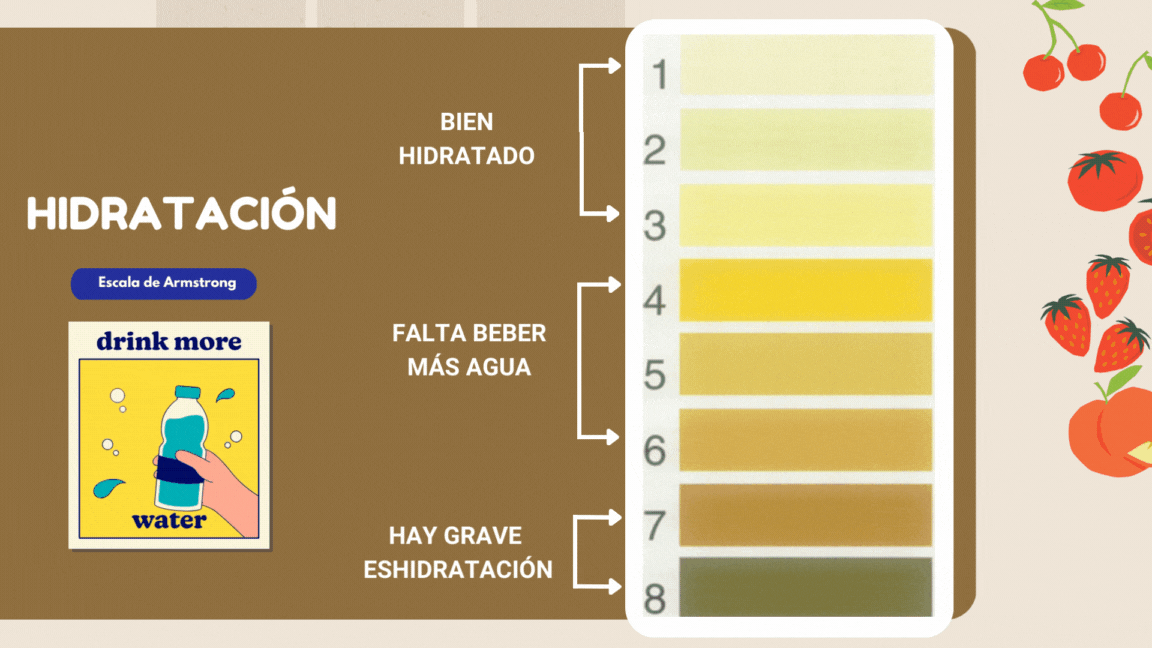 HIDRATACIÓN
Escala de Armstrong
drink more
water
BIEN
HIDRATADO
FALTA BEBER
MÁS AGUA
HAY GRAVE
ESHIDRATACIÓN
1
2
3
4
5
6
7
8